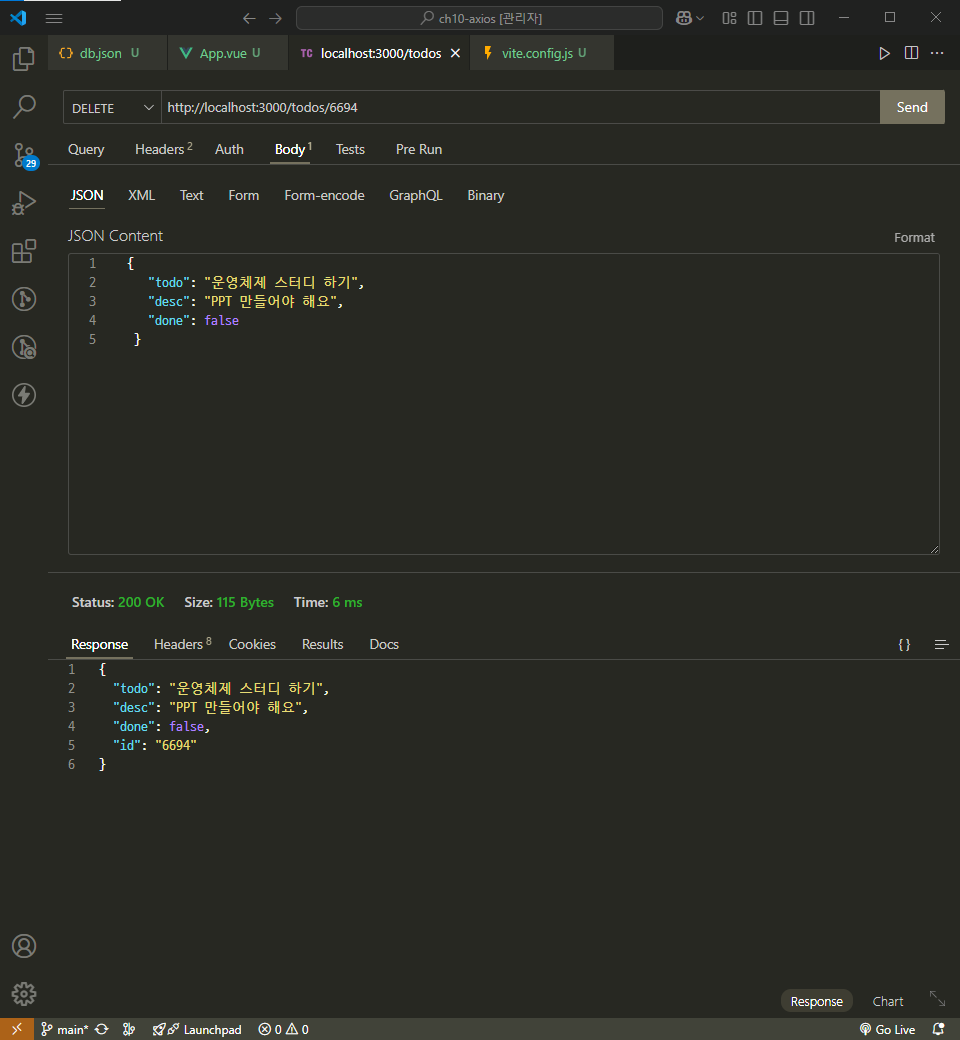 ch10-axios [관리자]
db.json U
App.vue U
TC localhost:3000/todos
vite.config.js U
DELETE http://localhost:3000/todos/6694 Send
Query Headers 2 Auth Body 1 Tests Pre Run
JSON XML Text Form Form-encode GraphQL Binary
JSON Content
Format
1 {
2 "todo": "운영체제 스터디 하기",
3 "desc": "PPT 만들어야 해요",
4 "done": false
5 }
29
Status: 200 OK Size: 115 Bytes Time: 6 ms
Response Headers 8 Cookies Results Docs { }
1 {
2 "todo": "운영체제 스터디 하기",
3 "desc": "PPT 만들어야 해요",
4 "done": false,
5 "id": "6694"
6 }
Response Chart
main* Launchpad 0 0 Go Live